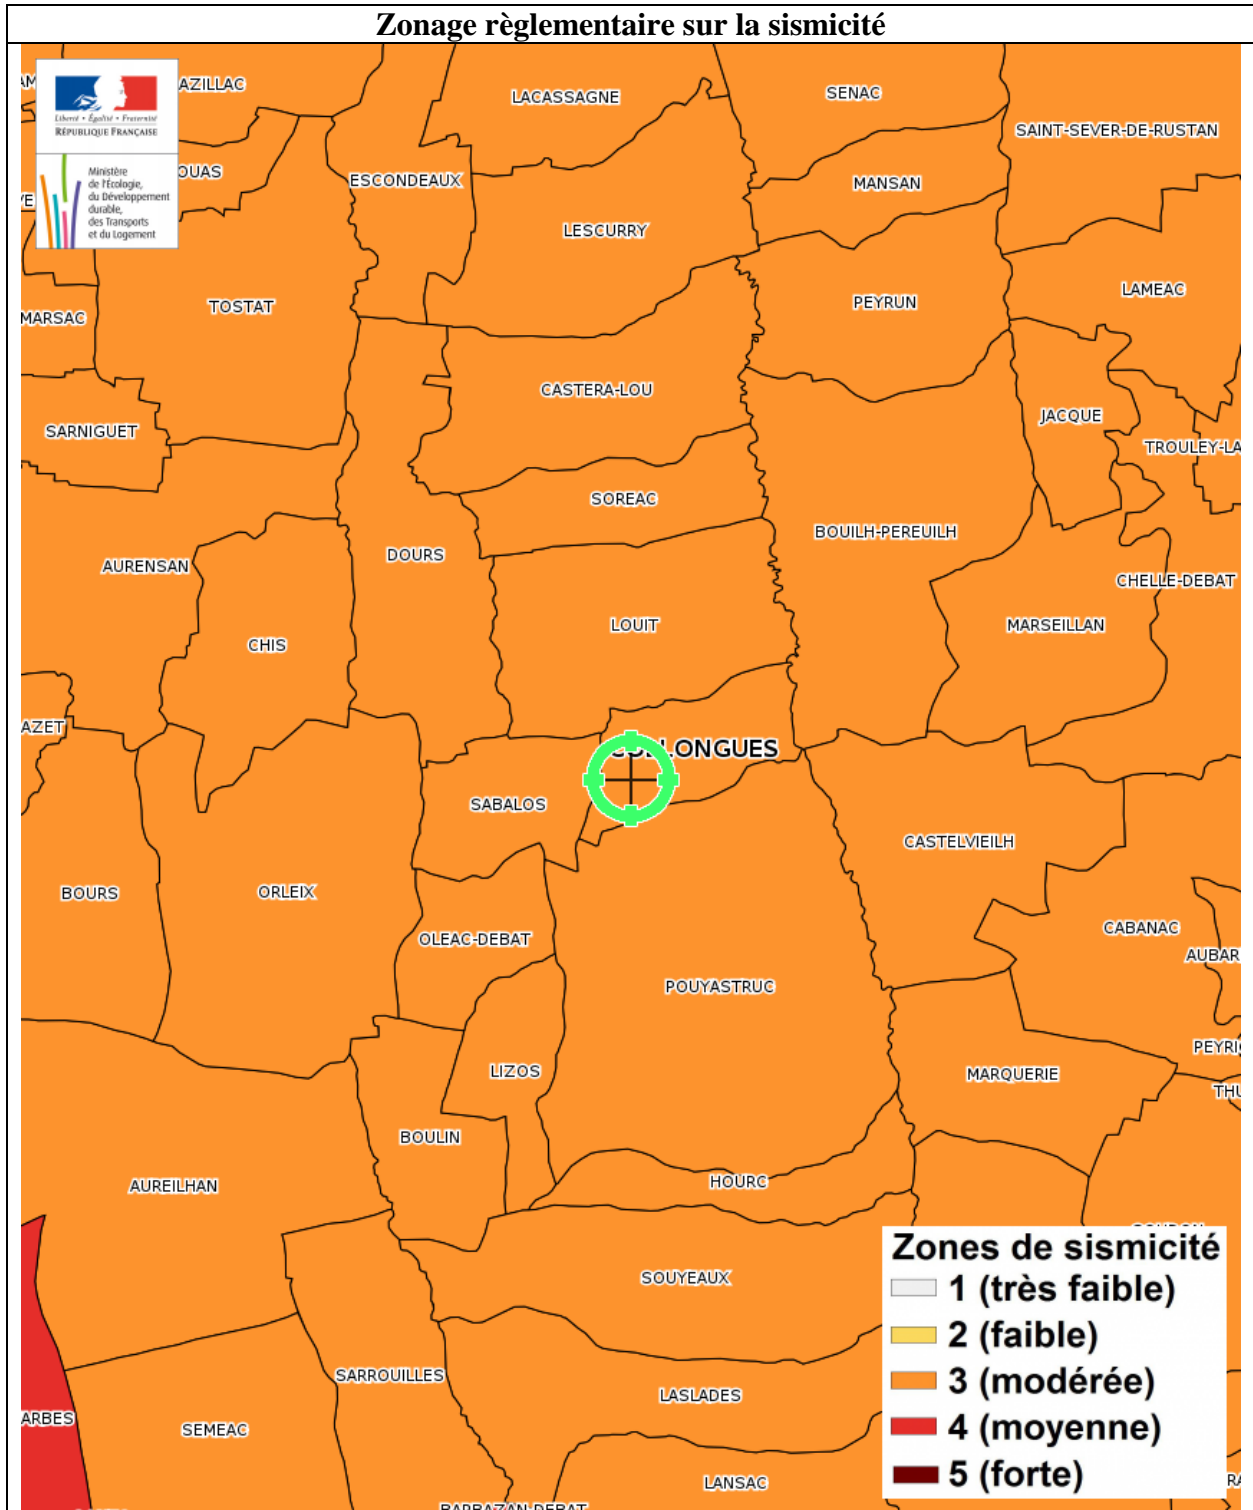 Zonage règlementaire sur la sismicité
Liberté • Égalité • Fraternité
RÉPUBLIQUE FRANÇAISE
Ministère
de l'Écologie,
du Développement
durable,
des Transports
et du Logement
AZILLAC
LACASSAGNE
SENAC
SAINT-SEVER-DE-RUSTAN
OUAS
ESCONDEAUX
MANSAN
LESCURRY
TOSTAT
MARSAC
PEYRUN
LAMEAC
CASTERA-LOU
JACQUE
SARNIGUET
TROULEY-LA
SOREAC
BOUILH-PEREUILH
DOURS
AURENSAN
CHELLE-DEBAT
LOUIT
MARSEILLAN
CHIS
AZET
COLLONGUES
SABALOS
CASTELVIEILH
BOURS
ORLEIX
OLEAC-DEBAT
CABANAC
AUBAR
POUYASTRUC
PEYRI
LIZOS
MARQUERIE
THU
BOULIN
AUREILHAN
HOURC
SOUYEAUX
SARROUILLES
LASLADES
ARBES
SEMEAC
LANSAC
BARBAZAN-DEBAT
Zones de sismicité
1 (très faible)
2 (faible)
3 (modérée)
4 (moyenne)
5 (forte)